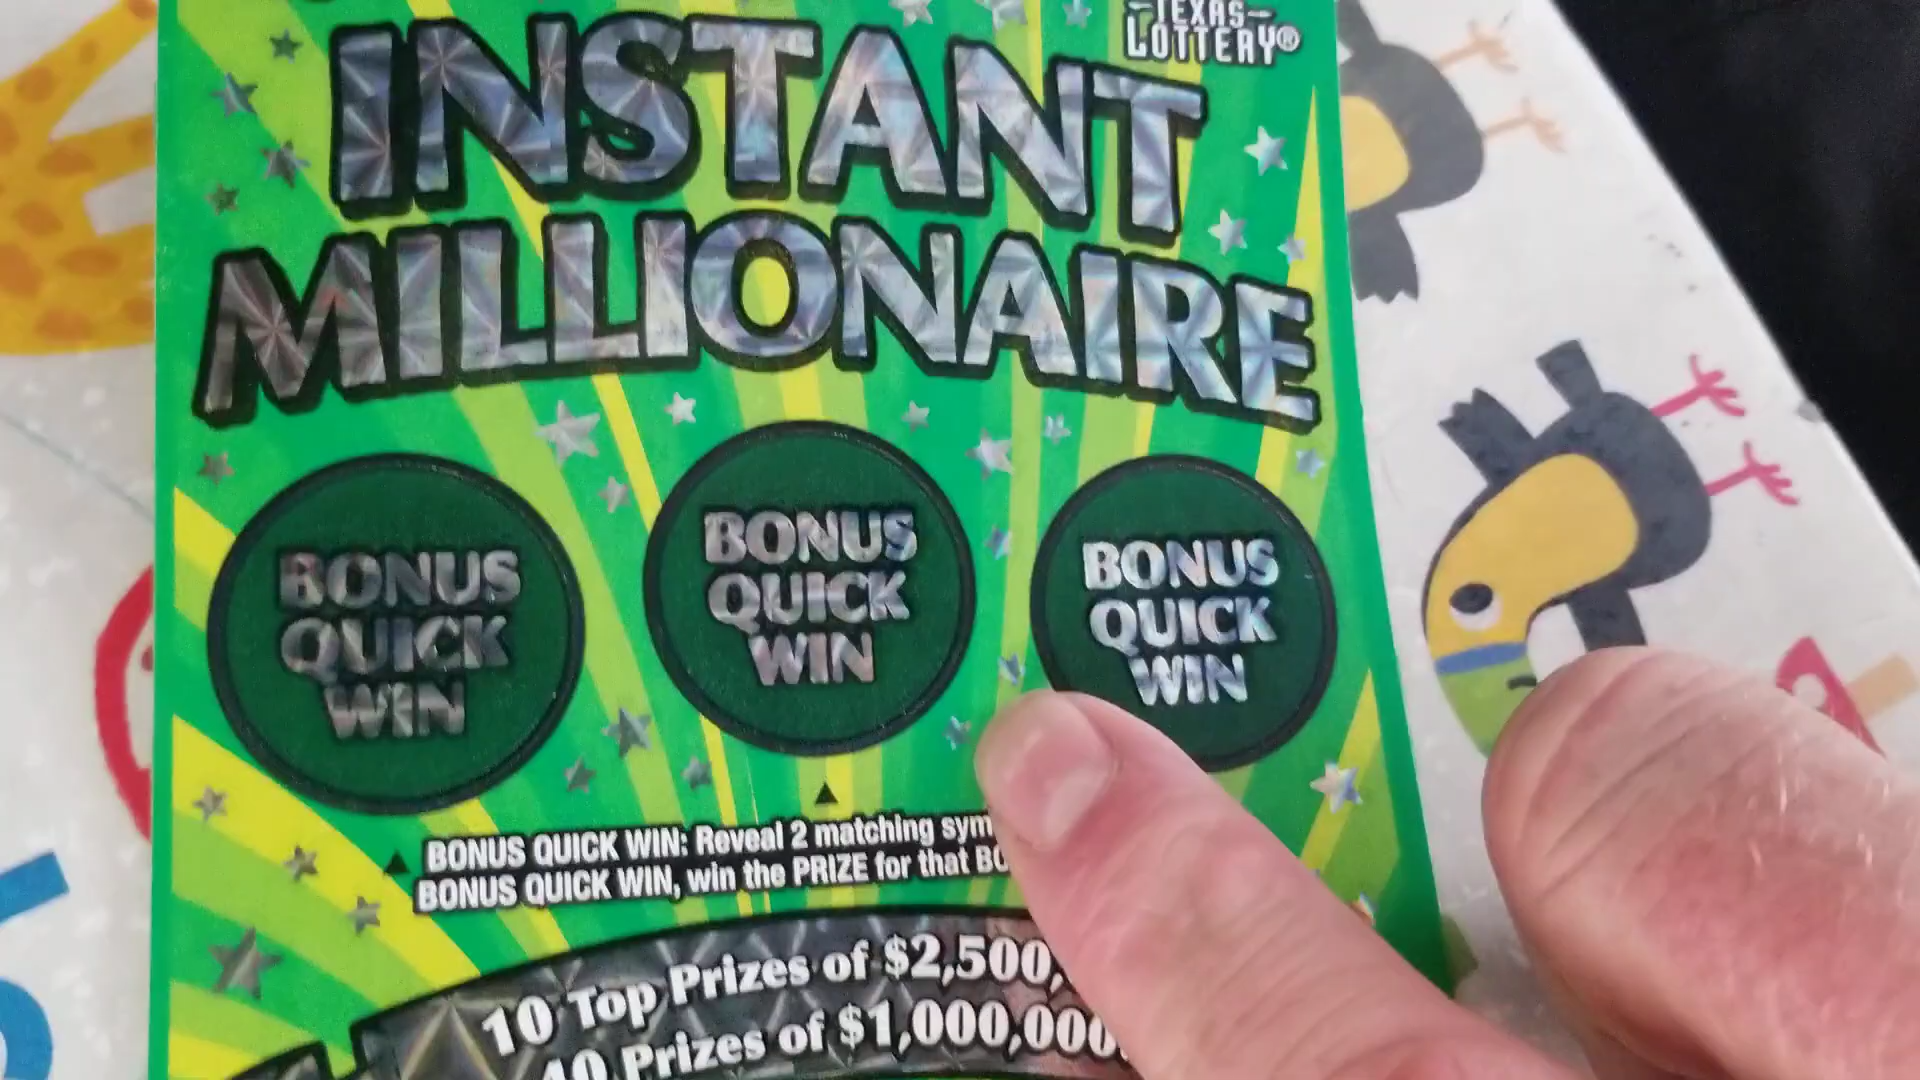 TEXAS
LOTTERY®
INSTANT
MILLIONAIRE
BONUS
QUICK
WIN
BONUS
QUICK
WIN
BONUS
QUICK
WIN
BONUS QUICK WIN: Reveal 2 matching
BONUS QUICK WIN, win the PRIZE for that
10 Top Prizes of $2,500,
40 Prizes of $1,000,000